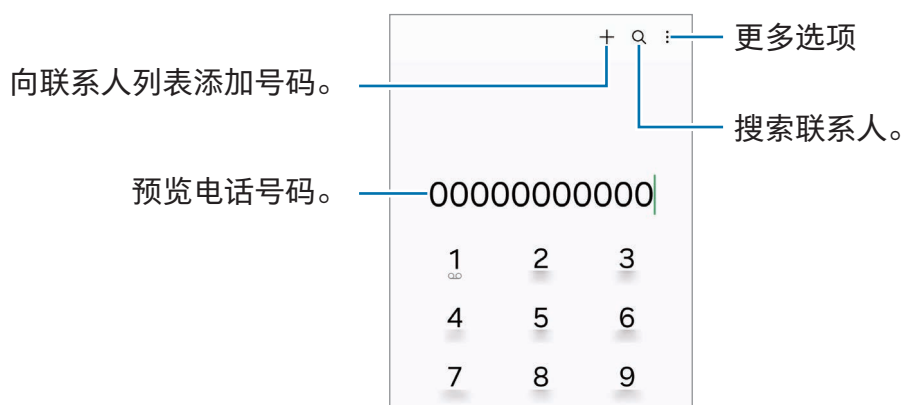 更多选项
向联系人列表添加号码。
搜索联系人。
预览电话号码。
00000000000
1 2 3
4 5 6
7 8 9